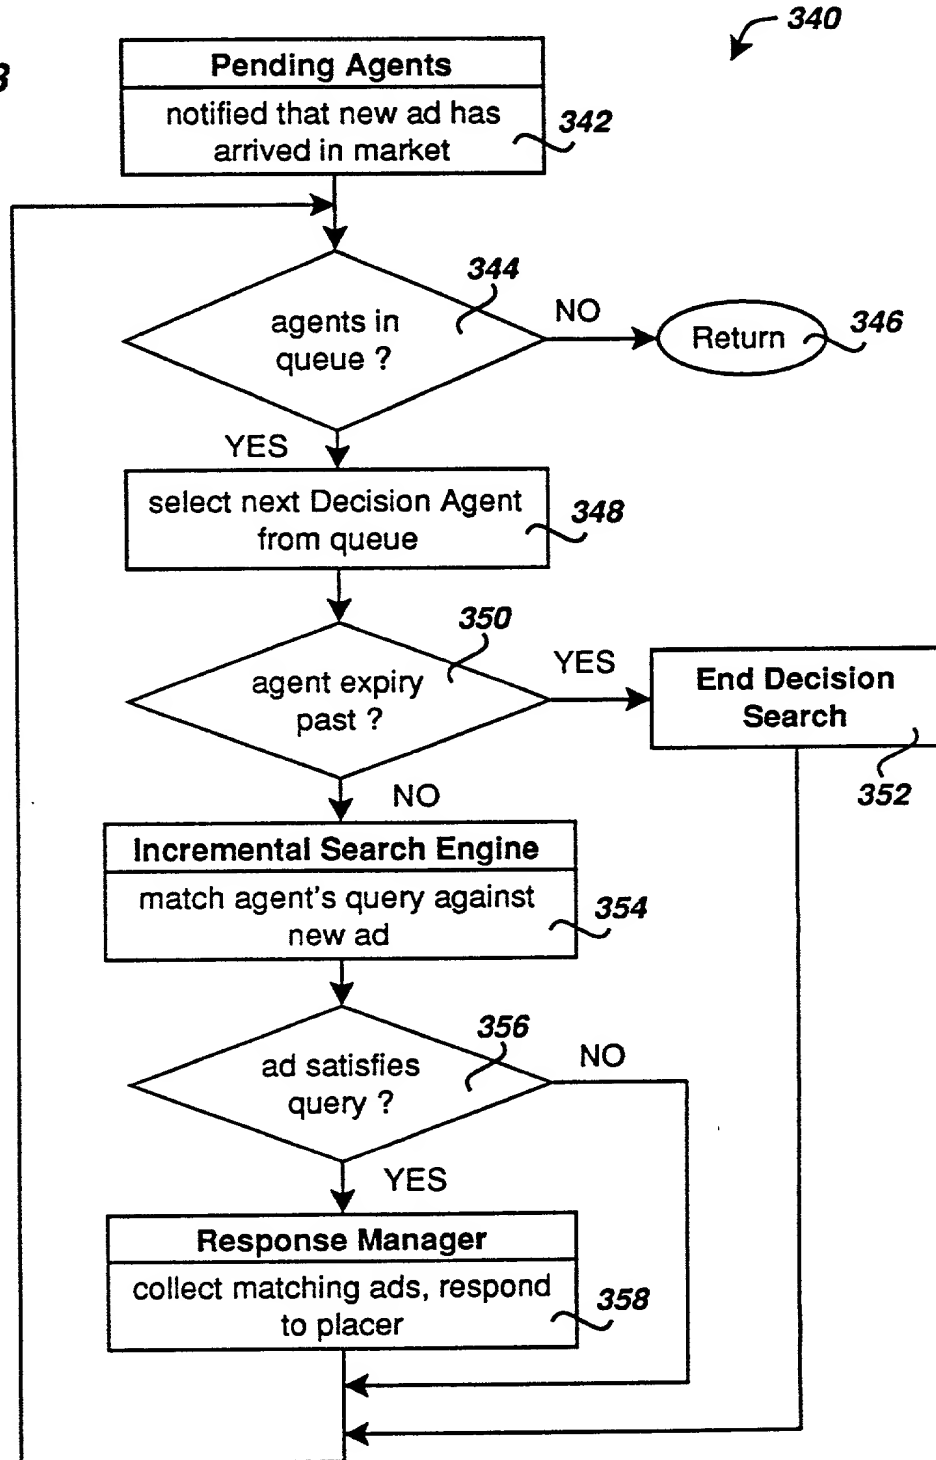 340
3
Pending Agents
notified that new ad has
arrived in market
342
344
agents in
queue ?
NO
Return
346
YES
select next Decision Agent
from queue
348
350
agent expiry
past ?
YES
End Decision
Search
352
NO
Incremental Search Engine
match agent's query against
new ad
354
356
ad satisfies
query ?
NO
YES
Response Manager
collect matching ads, respond
to placer
358